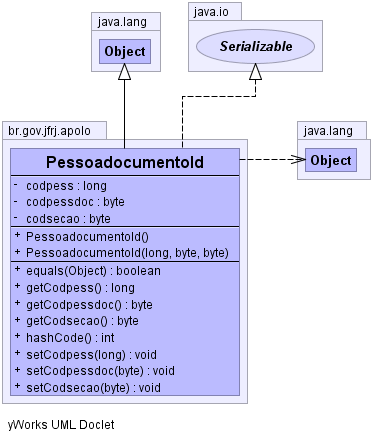 java.lang
Object
java.io
Serializable
br.gov.jfrj.apolo
java.lang
Object
PessoadocumentoId
- codpess : long
- codpessdoc : byte
- codsecao : byte
+ PessoadocumentoId()
+ PessoadocumentoId(long, byte, byte)
+ equals(Object) : boolean
+ getCodpess() : long
+ getCodpessdoc() : byte
+ getCodsecao() : byte
+ hashCode() : int
+ setCodpess(long) : void
+ setCodpessdoc(byte) : void
+ setCodsecao(byte) : void
yWorks UML Doclet